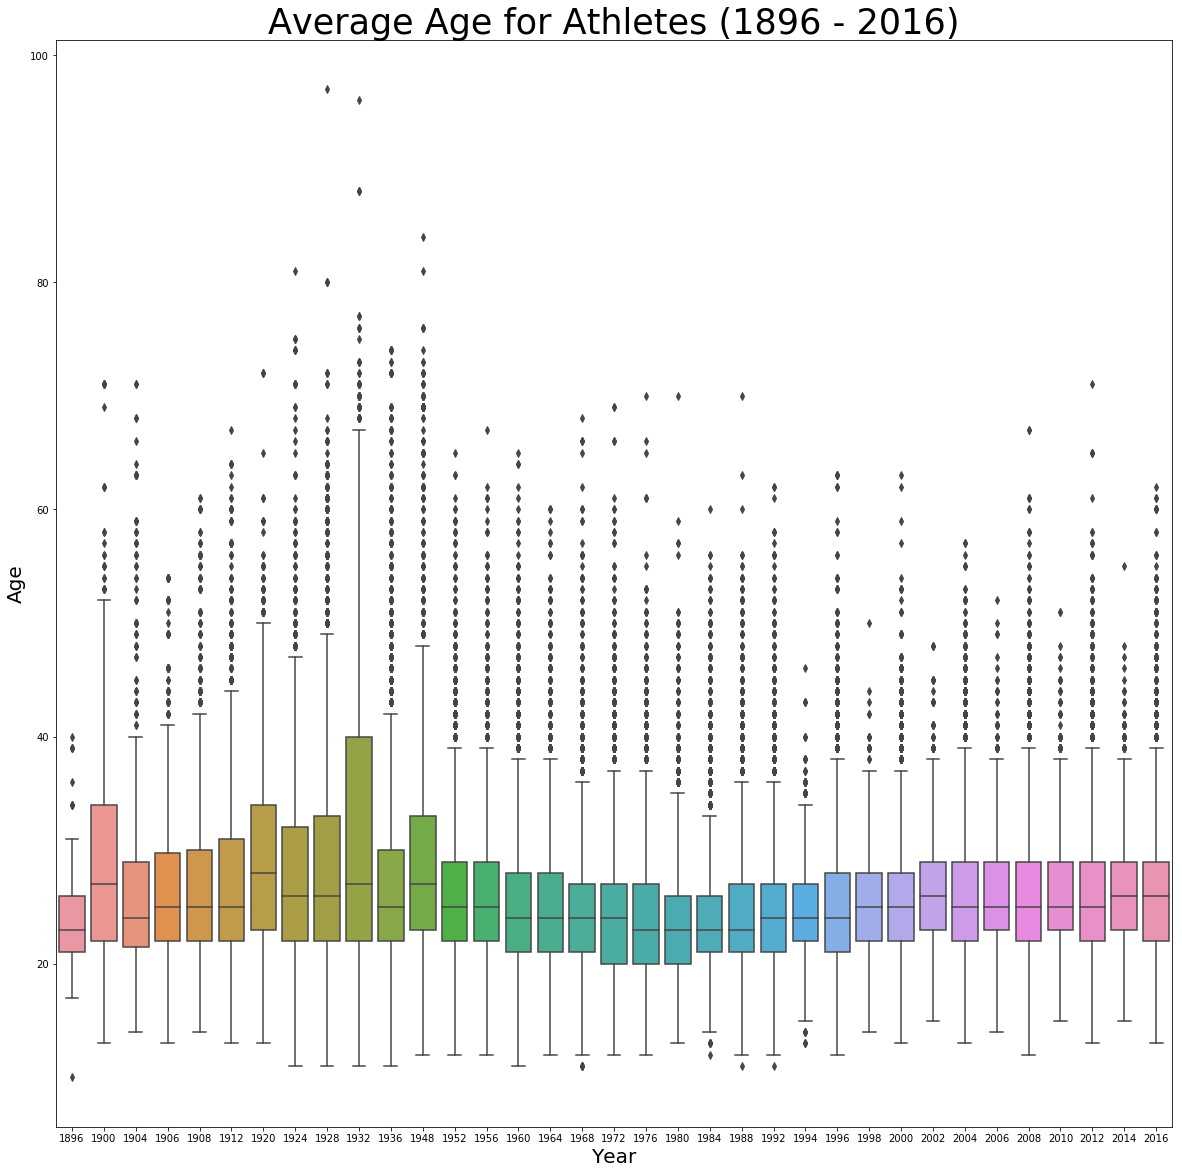 Average Age for Athletes (1896 - 2016)
100
80
60
40
20
Age
1896 1900 1904 1906 1908 1912 1920 1924 1928 1932 1936 1948 1952 1956 1960 1964 1968 1972 1976 1980 1984 1988 1992 1994 1996 1998 2000 2002 2004 2006 2008 2010 2012 2014 2016
Year